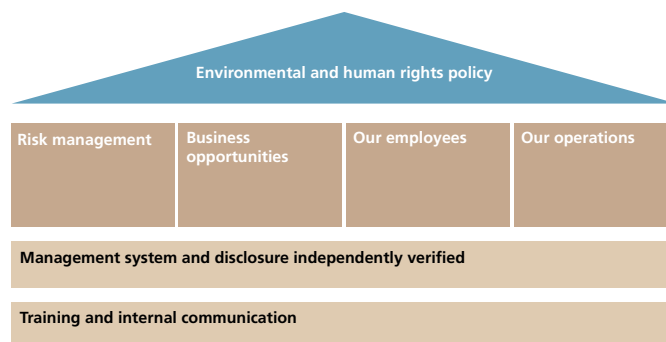 Environmental and human rights policy
Risk management
Business
opportunities
Our employees
Our operations
Management system and disclosure independently verified
Training and internal communication